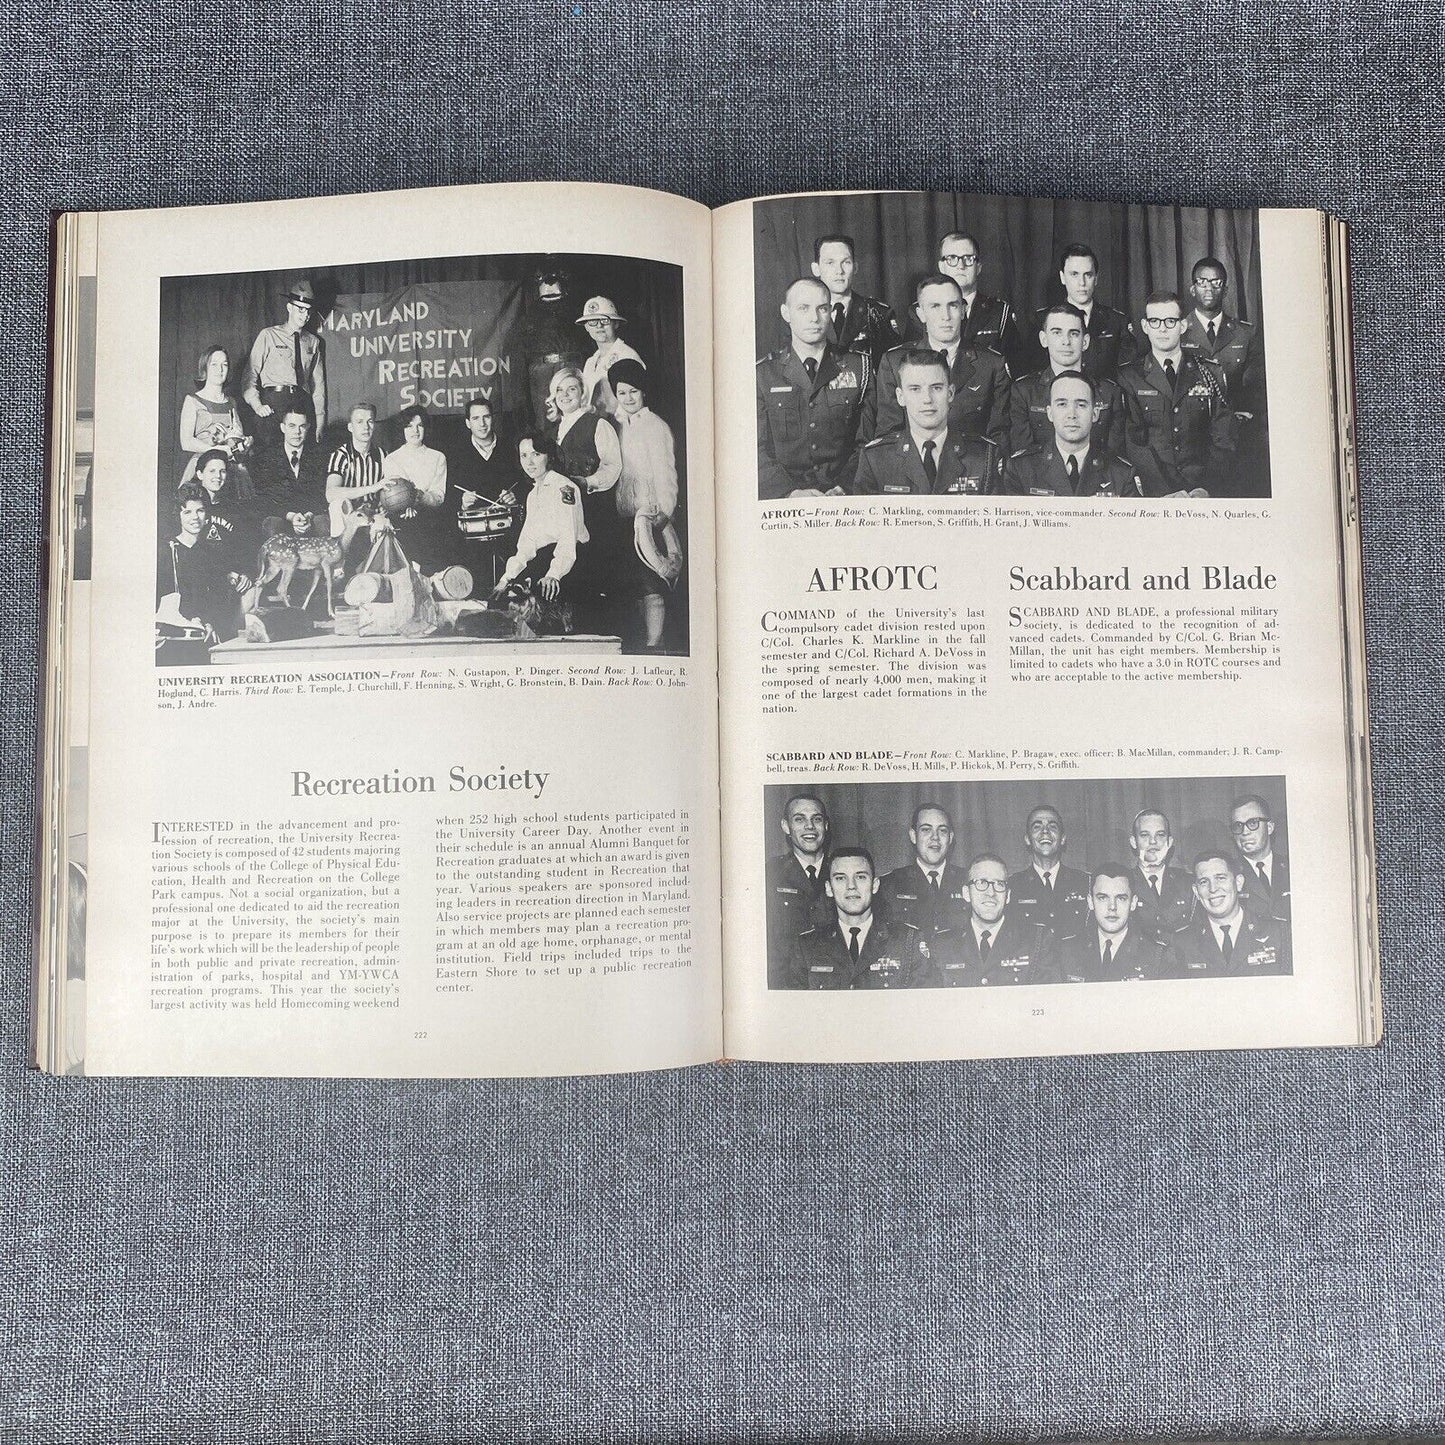 MARYLAND
UNIVERSITY
RECREATION
SOCIETY
UNIVERSITY RECREATION ASSOCIATION—Front Row: N. Gustapon, P. Dinger. Second Row: J. Lafleur, R.
Hoglund, C. Harris. Third Row: E. Temple, J. Churchill, F. Henning, S. Wright, G. Bronstein, B. Dain. Back Row: O. John-
son, J. Andre.
Recreation Society
INTERESTED in the advancement and pro-
fession of recreation, the University Recrea-
tion Society is composed of 42 students majoring
various schools of the College of Physical Edu-
cation, Health and Recreation on the College
Park campus. Not a social organization, but a
professional one dedicated to aid the recreation
major at the University, the society's main
purpose is to prepare its members for their
life's work which will be the leadership of people
in both public and private recreation, admin-
istration of parks, hospital and YM-YWCA
recreation programs. This year the society's
largest activity was held Homecoming weekend
when 252 high school students participated in
the University Career Day. Another event in
their schedule is an annual Alumni Banquet for
Recreation graduates at which an award is given
to the outstanding student in Recreation that
year. Various speakers are sponsored includ-
ing leaders in recreation direction in Maryland.
Also service projects are planned each semester
in which members may plan a recreation pro-
gram at an old age home, orphanage, or mental
institution. Field trips included trips to the
Eastern Shore to set up a public recreation
center.
222
AFROTC—Front Row: C. Markling, commander; S. Harrison, vice-commander. Second Row: R. DeVoss, N. Quarles, G.
Curtin, S. Miller. Back Row: R. Emerson, S. Griffith, H. Grant, J. Williams.
AFROTC
COMMAND of the University's last
compulsory cadet division rested upon
C/Col. Charles K. Markline in the fall
semester and C/Col. Richard A. DeVoss in
the spring semester. The division was
composed of nearly 4,000 men, making it
one of the largest cadet formations in the
nation.
Scabbard and Blade
SCABBARD AND BLADE, a professional military
society, is dedicated to the recognition of ad-
vanced cadets. Commanded by C/Col. G. Brian Mc-
Millan, the unit has eight members. Membership is
limited to cadets who have a 3.0 in ROTC courses and
who are acceptable to the active membership.
SCABBARD AND BLADE—Front Row: C. Markline, P. Bragaw, exec. officer; B. MacMillan, commander; J. R. Camp-
bell, treas. Back Row: R. DeVoss, H. Mills, P. Hickok, M. Perry, S. Griffith.
223